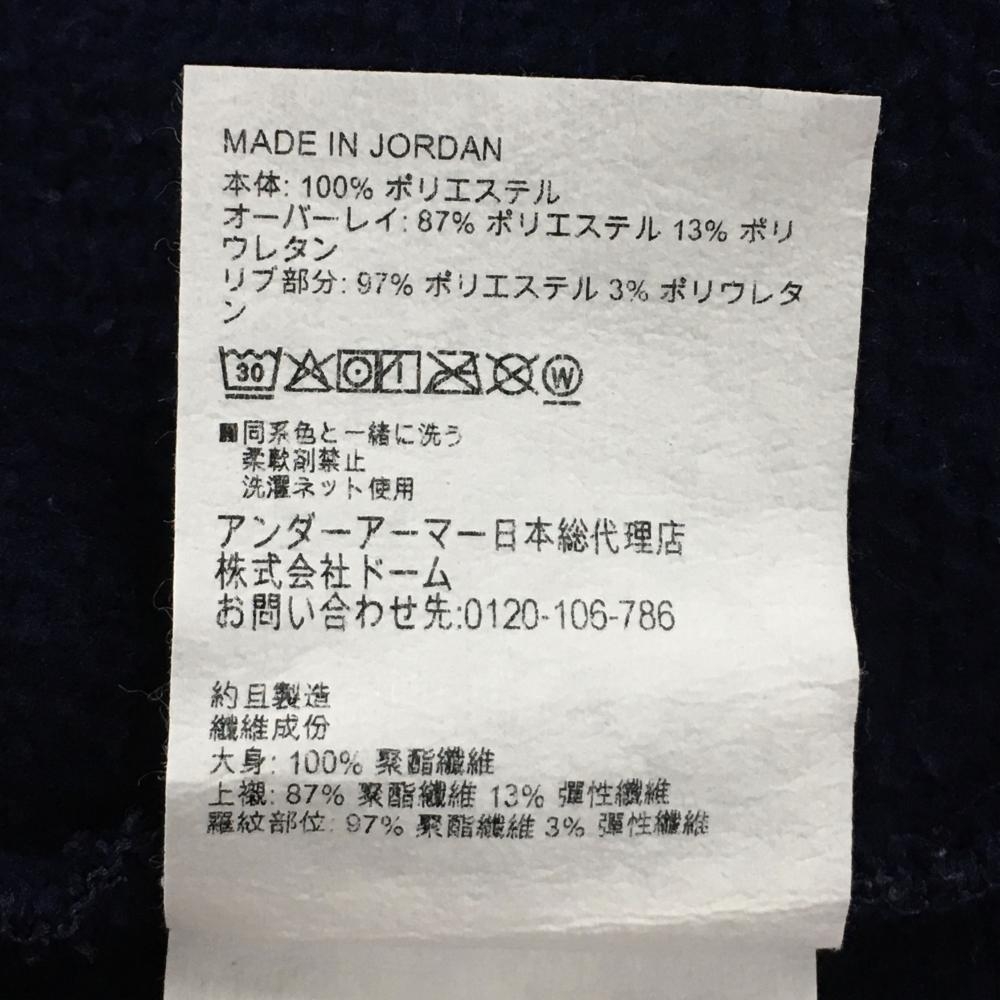 MADE IN JORDAN
本体: 100% ポリエステル
オーバーレイ: 87% ポリエステル 13% ポリ
ウレタン
リブ部分: 97% ポリエステル 3% ポリウレタ
ン
30 W
■同系色と一緒に洗う
柔軟剤禁止
洗濯ネット使用
アンダーアーマー日本総代理店
株式会社ドーム
お問い合わせ先:0120-106-786
約旦製造
纖維成份
大身: 100% 聚酯纖維
上襯: 87% 聚酯纖維 13% 彈性纖維
羅紋部位: 97% 聚酯纖維 3% 彈性纖維